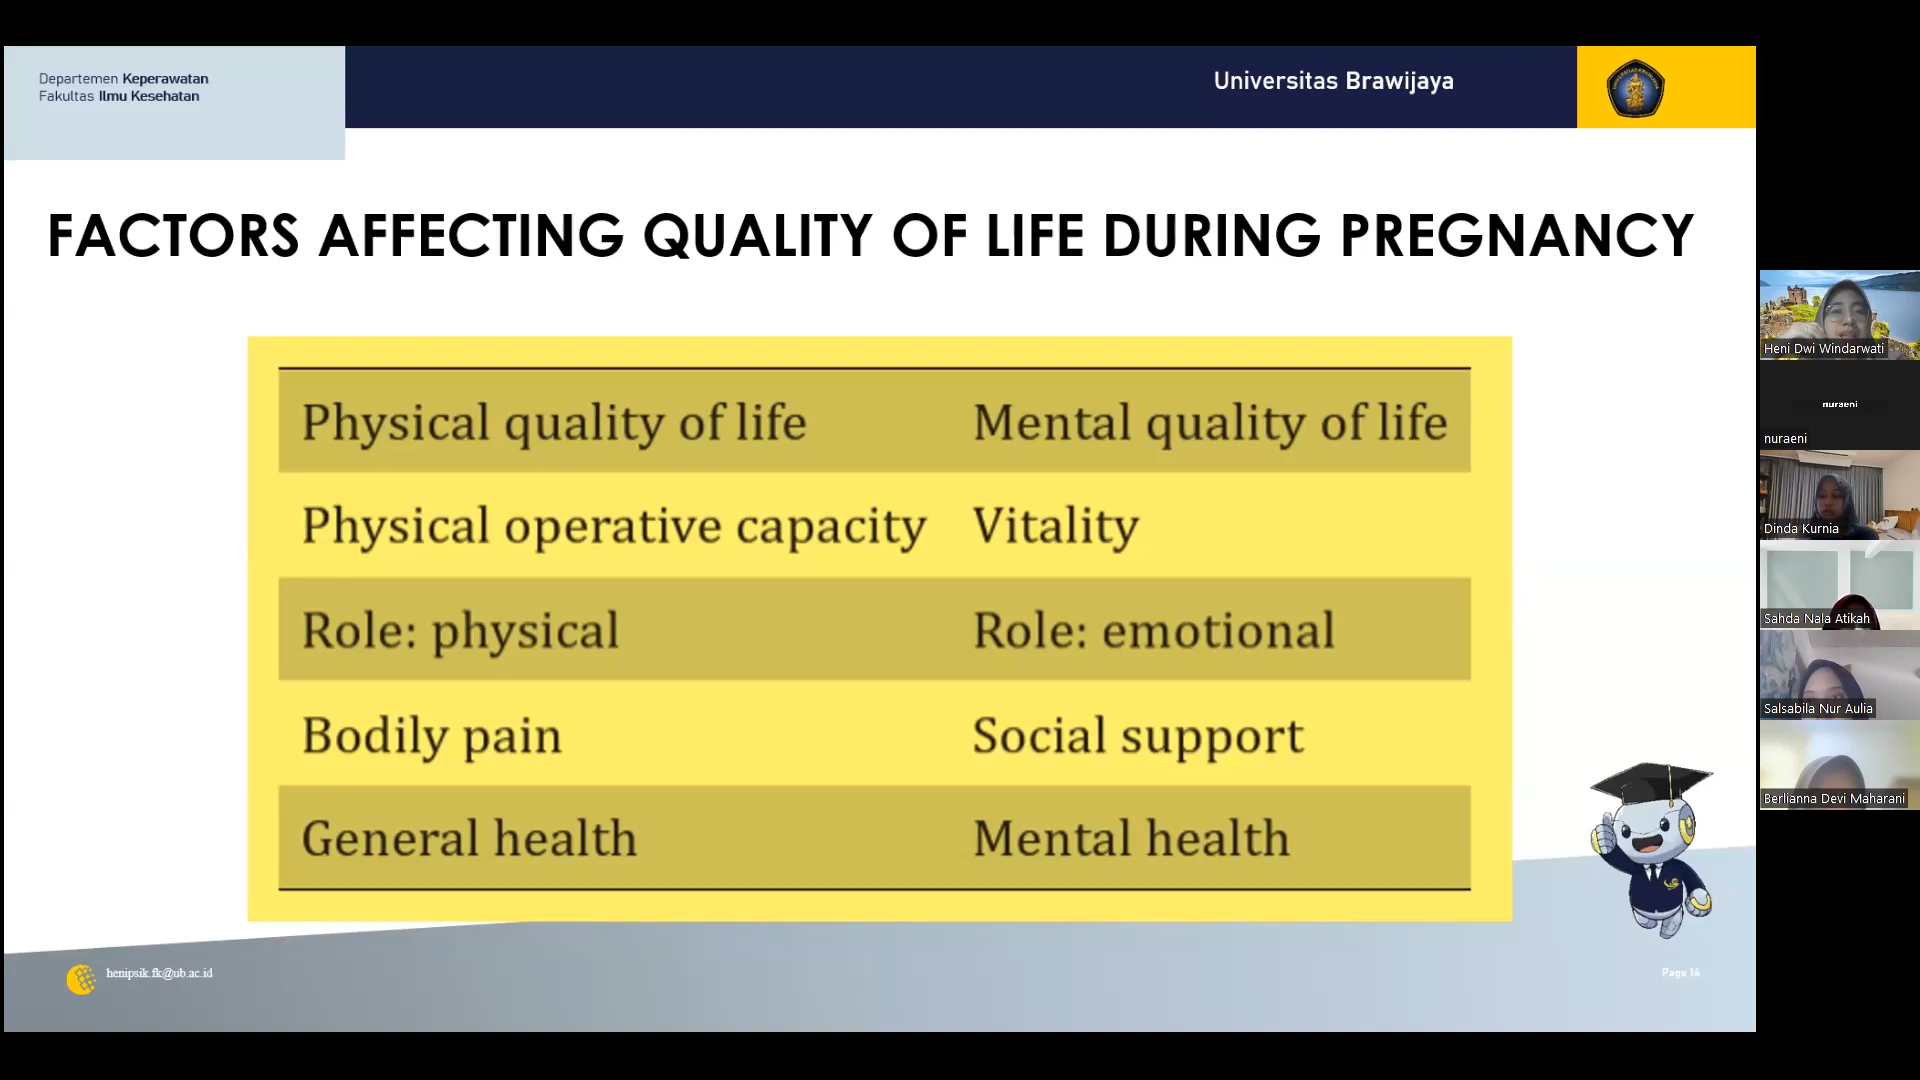 Departemen Keperawatan
Fakultas Ilmu Kesehatan
Universitas Brawijaya
FACTORS AFFECTING QUALITY OF LIFE DURING PREGNANCY
Physical quality of life Mental quality of life
Physical operative capacity Vitality
Role: physical Role: emotional
Bodily pain Social support
General health Mental health
henipsik.fk@ub.ac.id
Page 14
Heni Dwi Windarwati
nuraeni
nuraeni
Dinda Kurnia
Sahda Nala Atikah
Salsabila Nur Aulia
Berlianna Devi Maharani